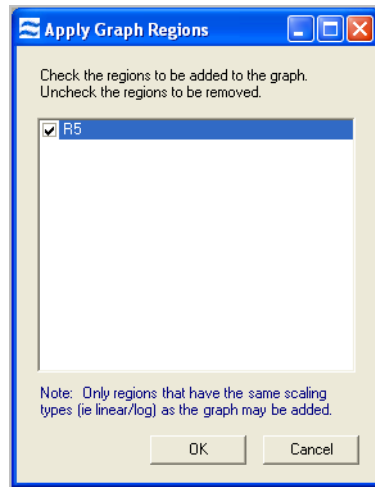 Apply Graph Regions
Check the regions to be added to the graph.
Uncheck the regions to be removed.
R5
Note: Only regions that have the same scaling
types (ie linear/log) as the graph may be added.
OK Cancel